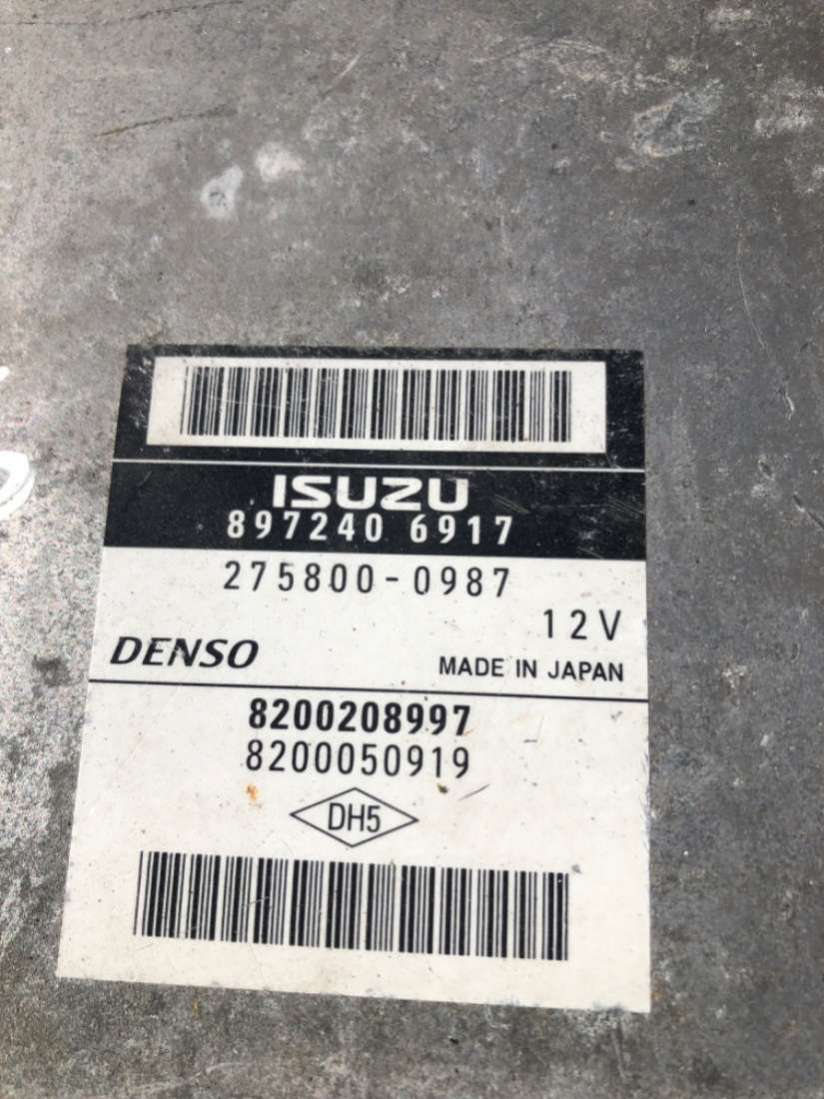 ISUZU
897240 6917
275800-0987
12V
DENSO MADE IN JAPAN
8200208997
8200050919
DH5